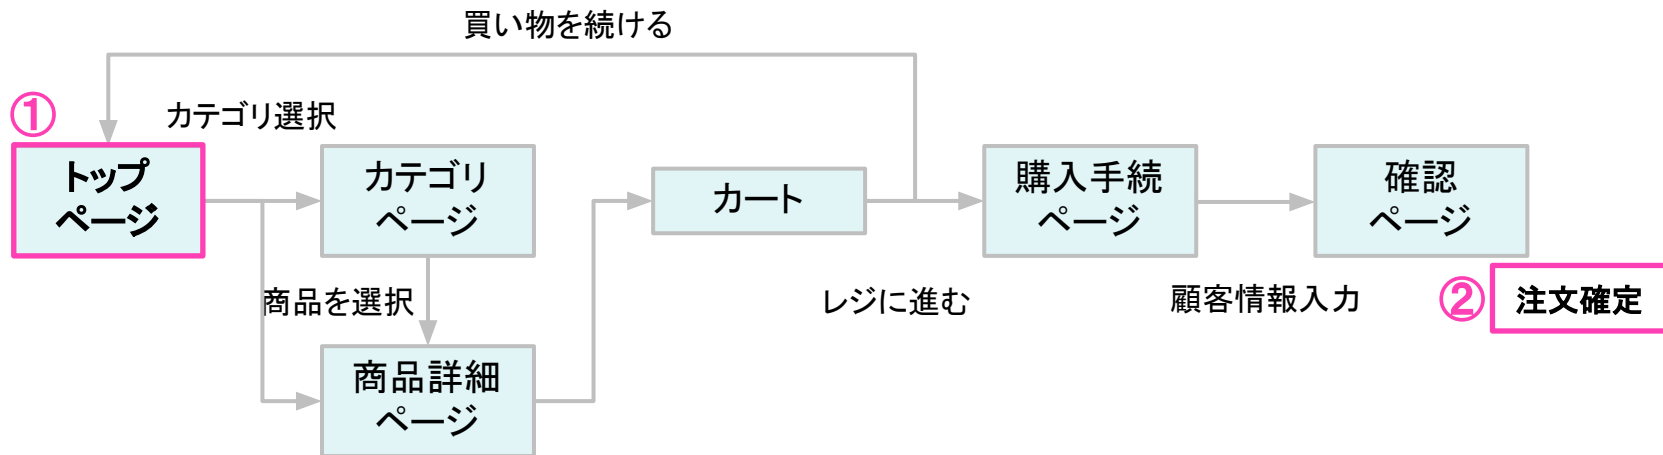 買い物を続ける
①
カテゴリ選択
トップ
ページ
カテゴリ
ページ
カート
購入手続
ページ
確認
ページ
商品を選択
レジに進む
顧客情報入力
②
注文確定
商品詳細
ページ